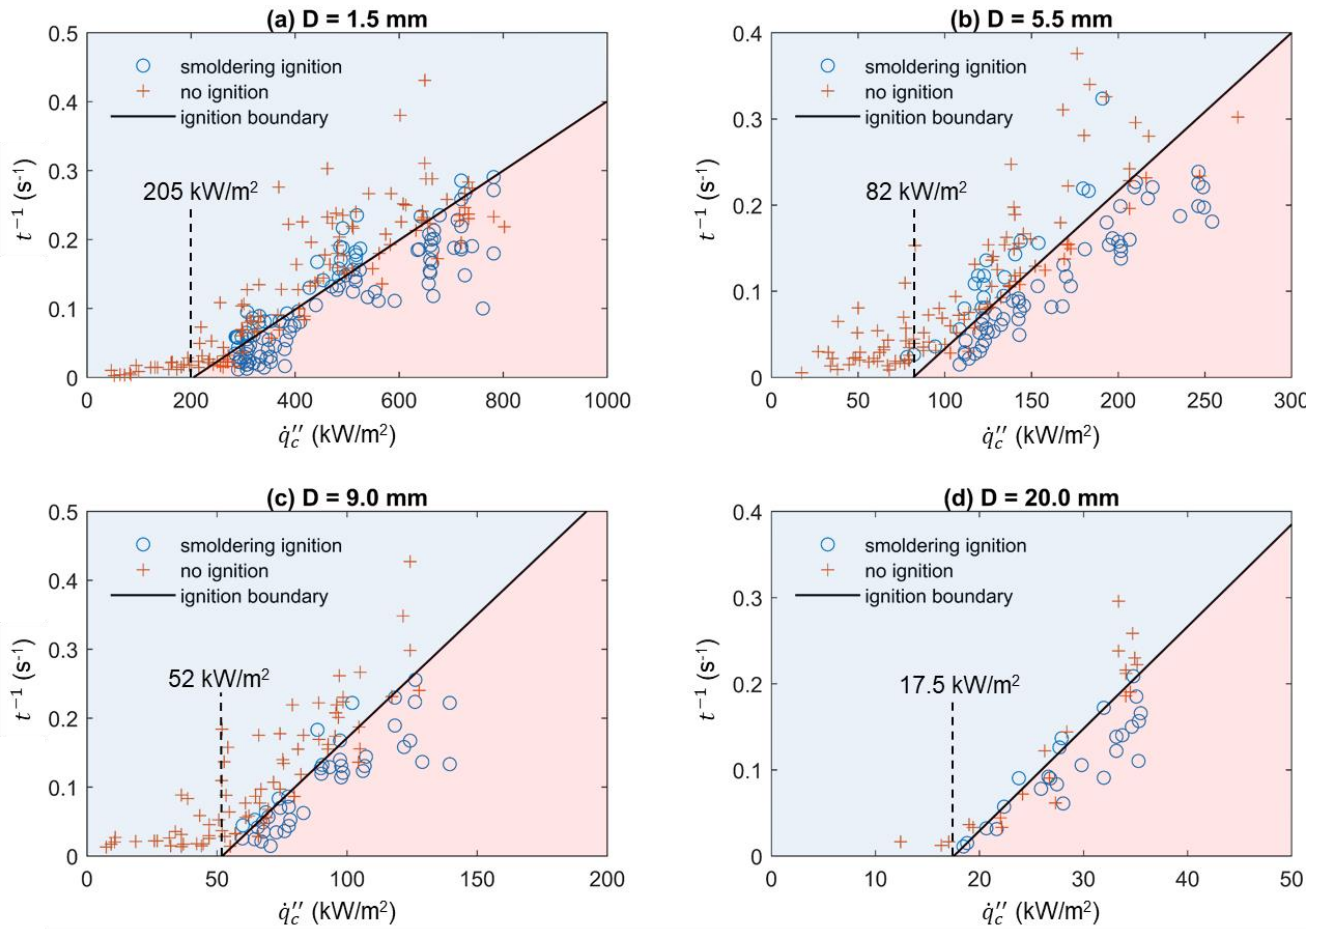 (a) D = 1.5 mm
0.5
0.4
0.3
0.2
0.1
0
smoldering ignition
no ignition
ignition boundary
205 kW/m²
t⁻¹ (s⁻¹)
0 200 400 600 800 1000
q̇c′′ (kW/m²)
(b) D = 5.5 mm
0.4
0.3
0.2
0.1
0
smoldering ignition
no ignition
ignition boundary
82 kW/m²
t⁻¹ (s⁻¹)
0 50 100 150 200 250 300
q̇c′′ (kW/m²)
(c) D = 9.0 mm
0.5
0.4
0.3
0.2
0.1
0
smoldering ignition
no ignition
ignition boundary
52 kW/m²
t⁻¹ (s⁻¹)
0 50 100 150 200
q̇c′′ (kW/m²)
(d) D = 20.0 mm
0.4
0.3
0.2
0.1
0
smoldering ignition
no ignition
ignition boundary
17.5 kW/m²
t⁻¹ (s⁻¹)
0 10 20 30 40 50
q̇c′′ (kW/m²)